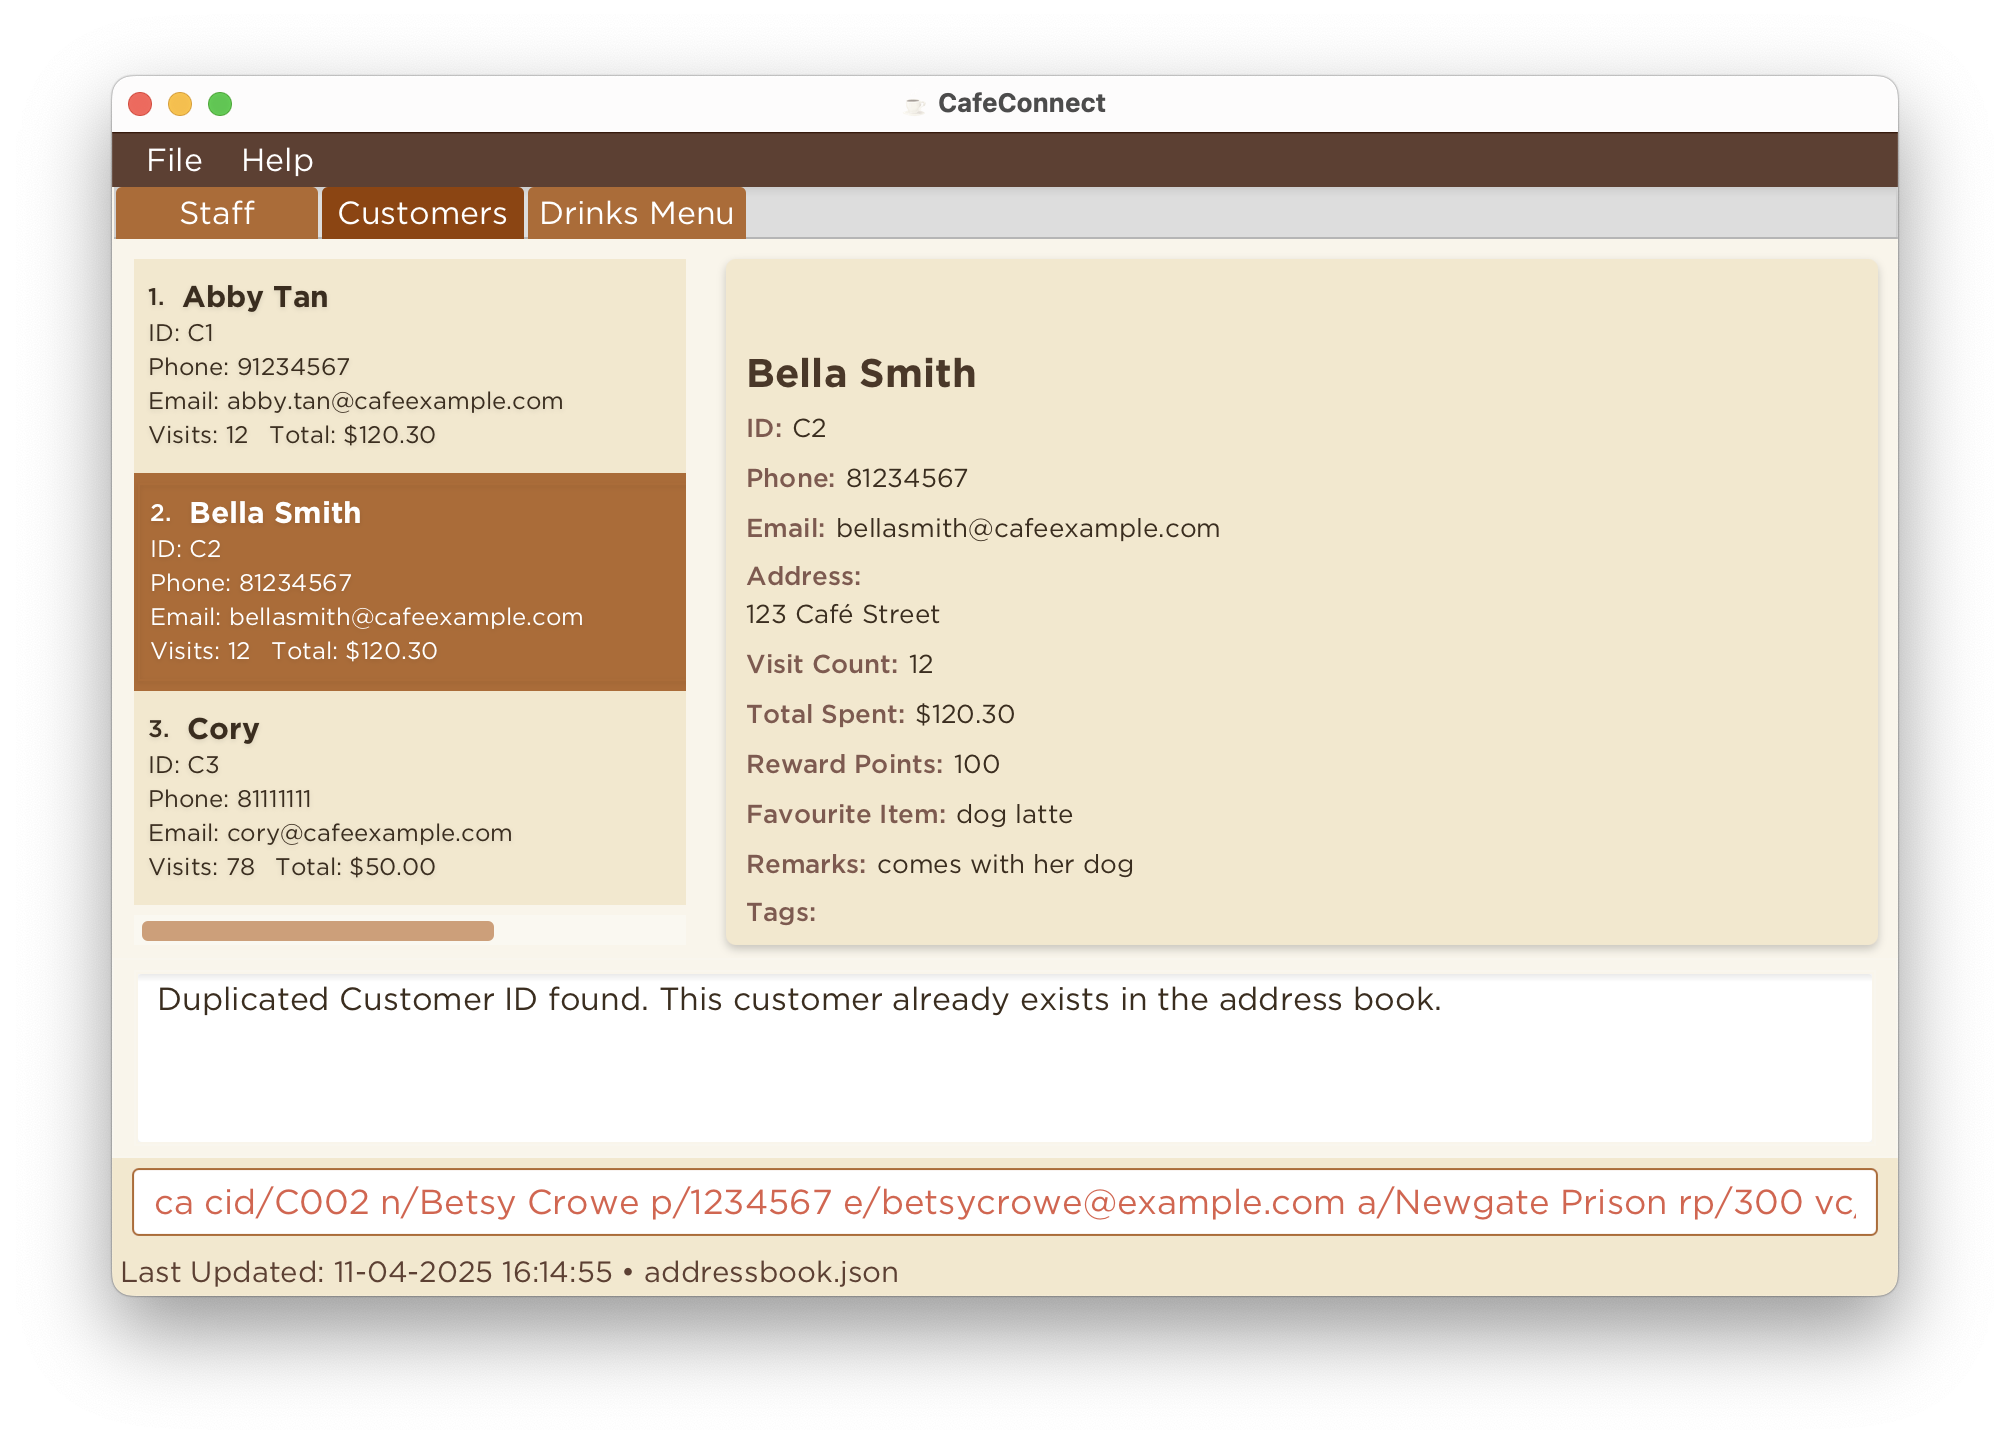 CafeConnect
File Help
Staff Customers Drinks Menu
1. Abby Tan
ID: C1
Phone: 91234567
Email: abby.tan@cafeexample.com
Visits: 12 Total: $120.30
2. Bella Smith
ID: C2
Phone: 81234567
Email: bellasmith@cafeexample.com
Visits: 12 Total: $120.30
3. Cory
ID: C3
Phone: 81111111
Email: cory@cafeexample.com
Visits: 78 Total: $50.00
Bella Smith
ID: C2
Phone: 81234567
Email: bellasmith@cafeexample.com
Address:
123 Café Street
Visit Count: 12
Total Spent: $120.30
Reward Points: 100
Favourite Item: dog latte
Remarks: comes with her dog
Tags:
Duplicated Customer ID found. This customer already exists in the address book.
ca cid/C002 n/Betsy Crowe p/1234567 e/betsycrowe@example.com a/Newgate Prison rp/300 vc/
Last Updated: 11-04-2025 16:14:55 • addressbook.json